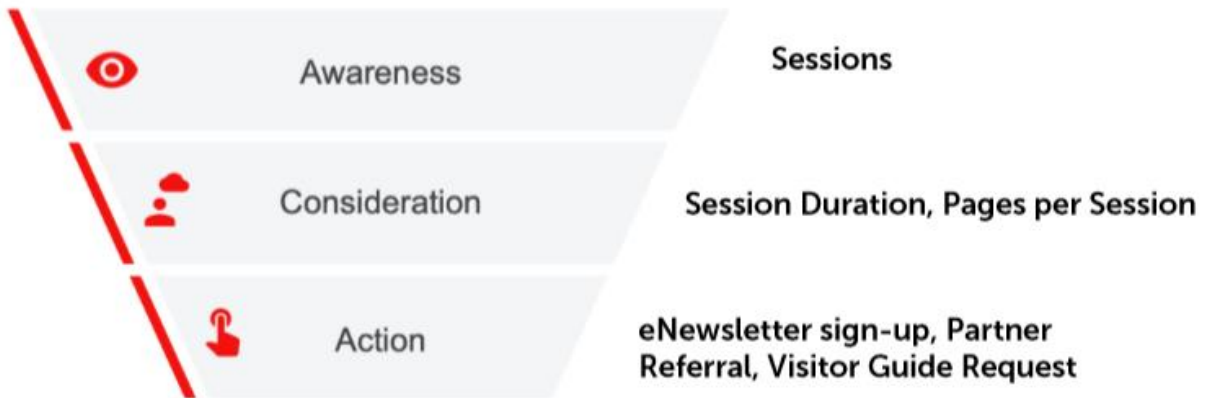 Awareness
Sessions
Consideration
Session Duration, Pages per Session
Action
eNewsletter sign-up, Partner
Referral, Visitor Guide Request